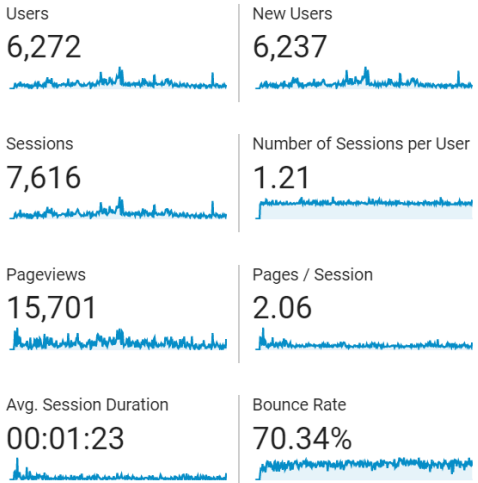 Users
6,272
New Users
6,237
Sessions
7,616
Number of Sessions per User
1.21
Pageviews
15,701
Pages / Session
2.06
Avg. Session Duration
00:01:23
Bounce Rate
70.34%